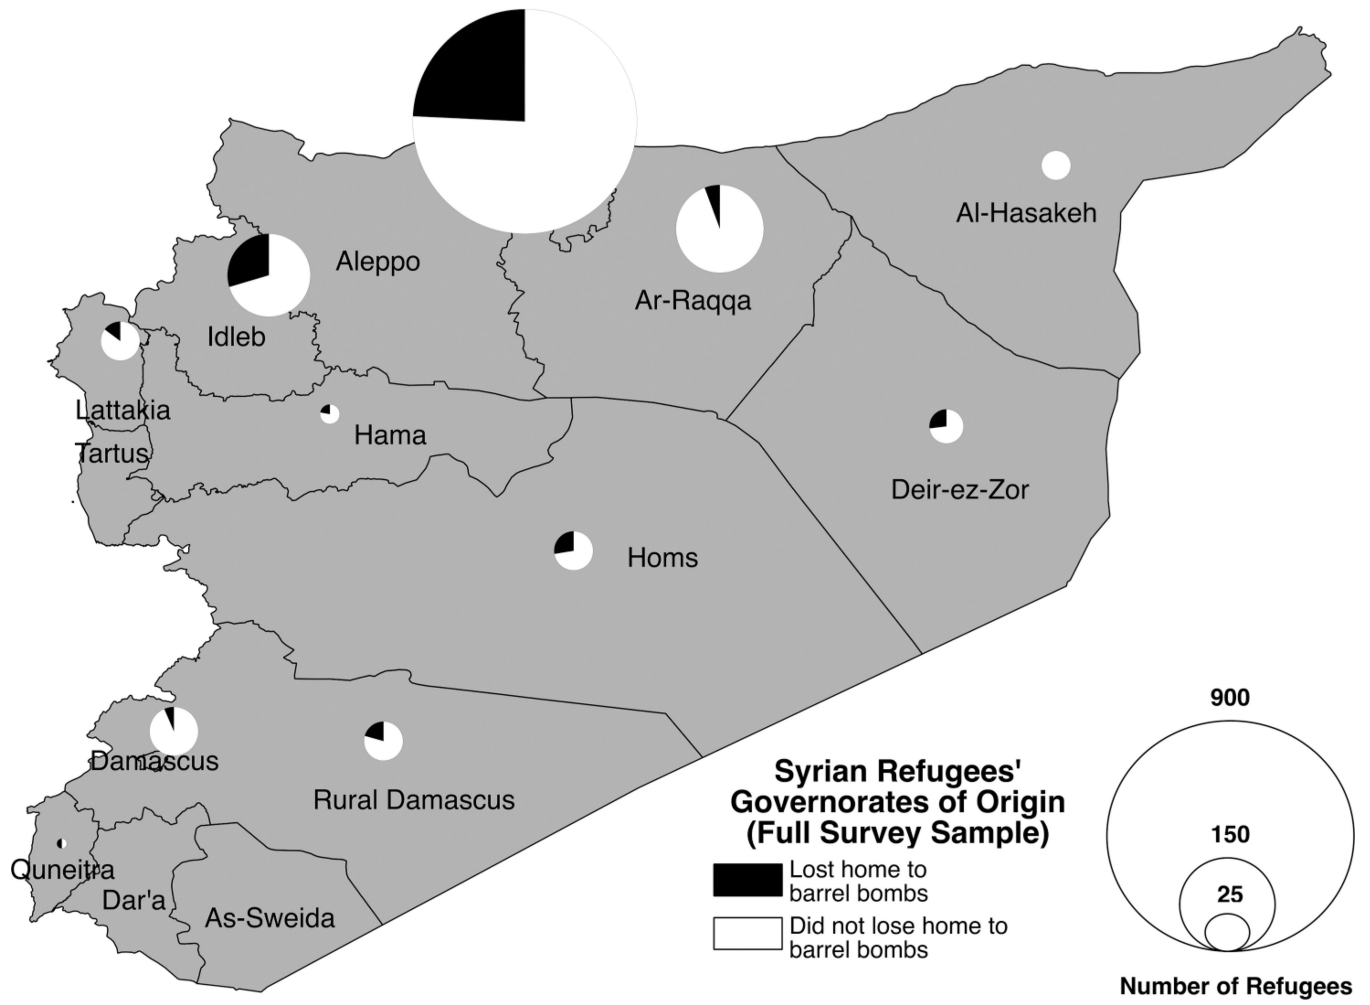 Al-Hasakeh
Aleppo
Ar-Raqqa
Idleb
Lattakia
Hama
Tartus
Deir-ez-Zor
Homs
Damascus
Rural Damascus
Quneitra
Dar'a
As-Sweida
Syrian Refugees'
Governorates of Origin
(Full Survey Sample)
Lost home to
barrel bombs
Did not lose home to
barrel bombs
900
150
25
Number of Refugees